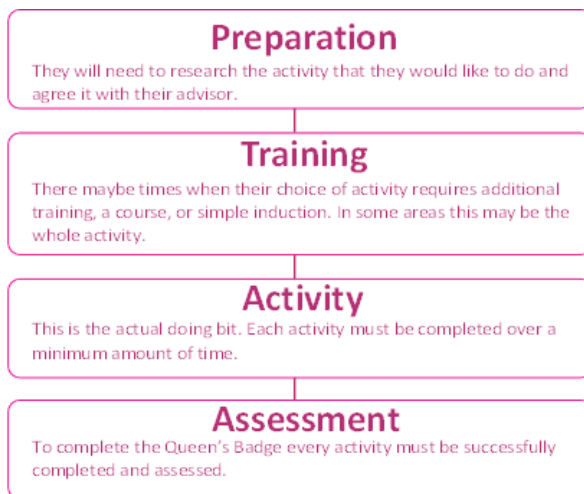 Preparation
They will need to research the activity that they would like to do and
agree it with their advisor.
Training
There maybe times when their choice of activity requires additional
training, a course, or simple induction. In some areas this may be the
whole activity.
Activity
This is the actual doing bit. Each activity must be completed over a
minimum amount of time.
Assessment
To complete the Queen's Badge every activity must be successfully
completed and assessed.